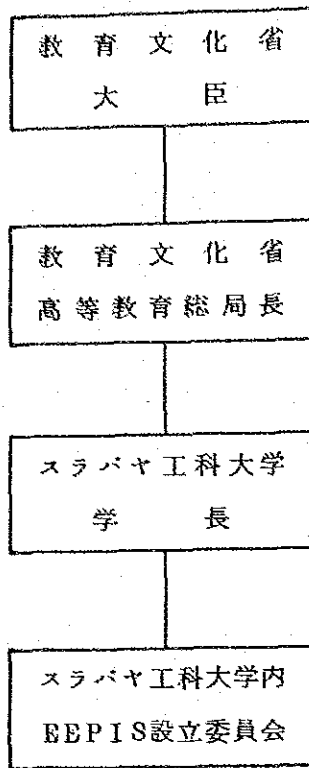 教育文化省
大臣
教育文化省
高等教育総局長
スラバヤ工科大学
学長
スラバヤ工科大学内
EEPIS設立委員会